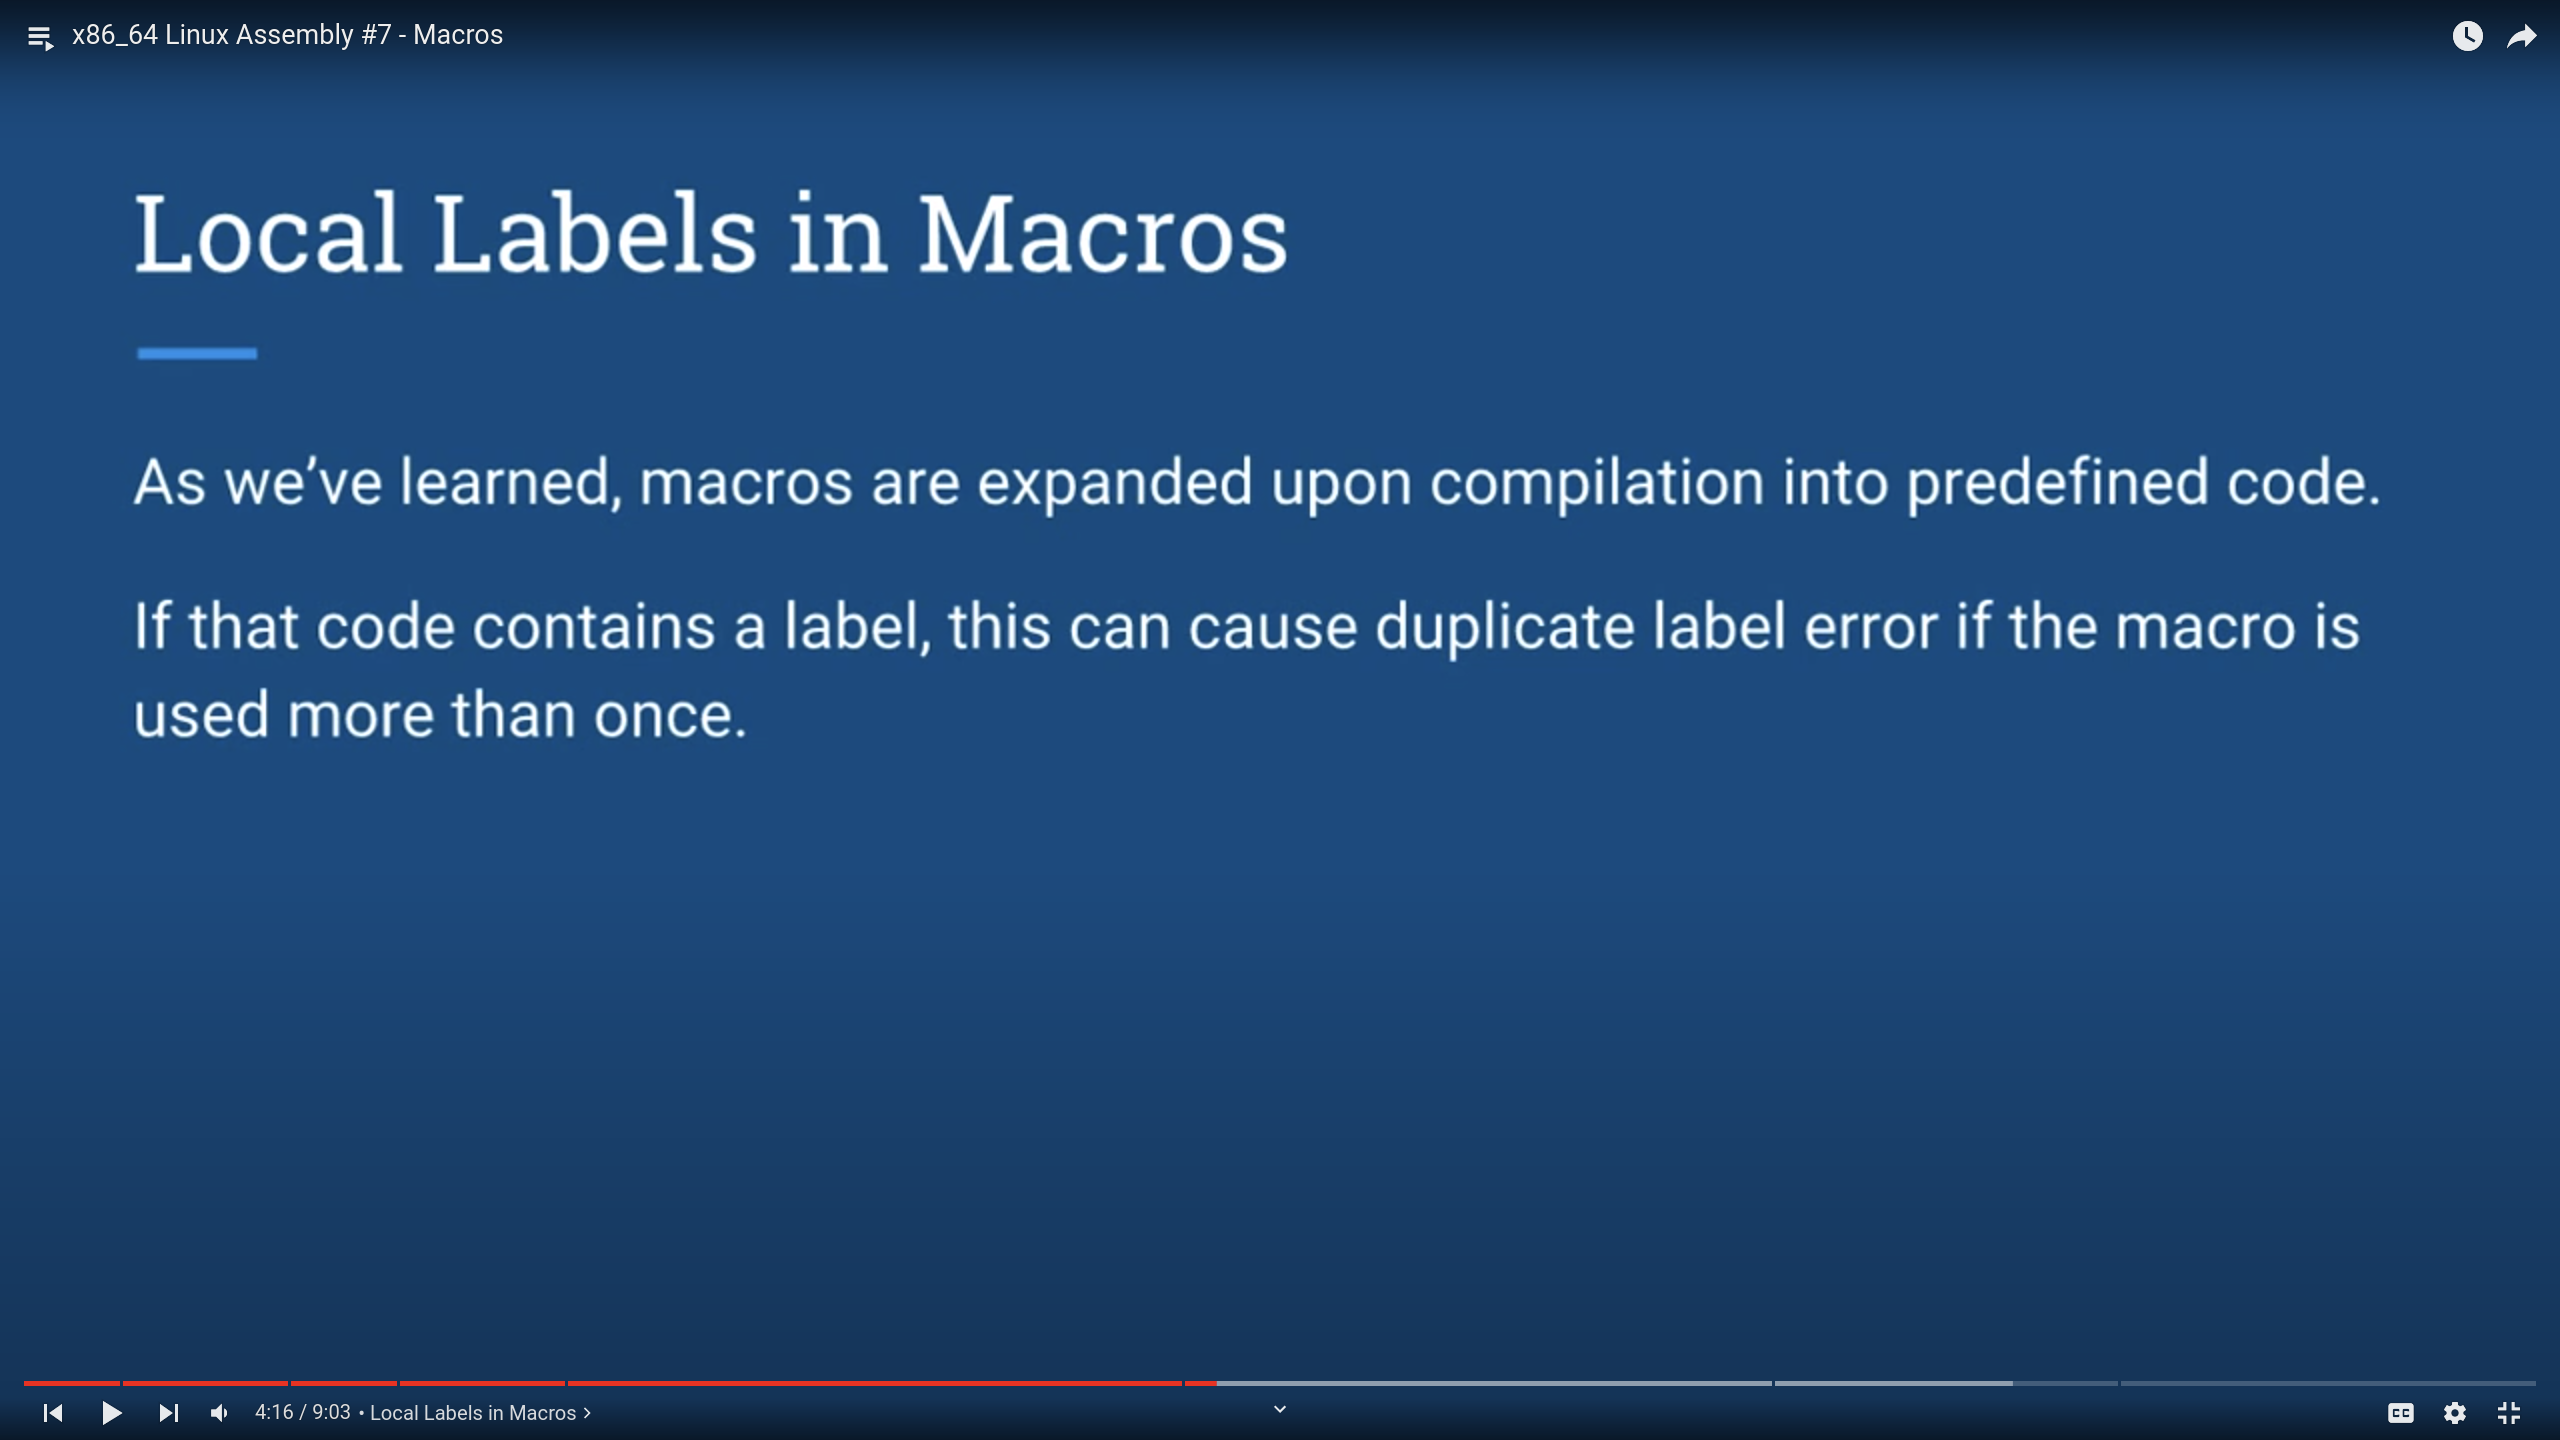 x86_64 Linux Assembly #7 - Macros
Local Labels in Macros
As we’ve learned, macros are expanded upon compilation into predefined code.
If that code contains a label, this can cause duplicate label error if the macro is
used more than once.
4:16 / 9:03 • Local Labels in Macros
CC